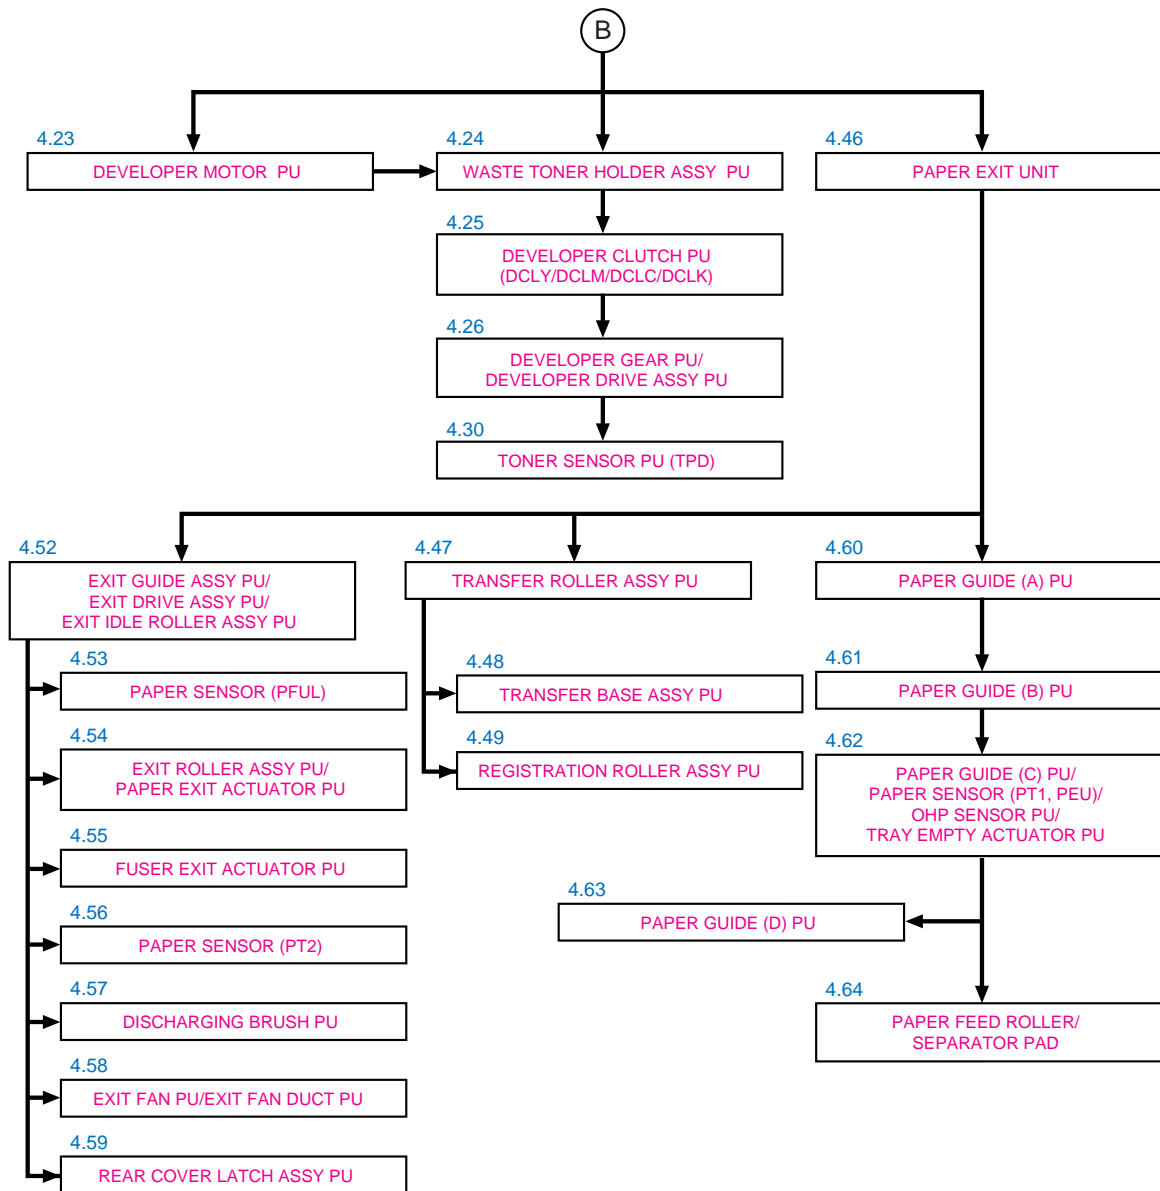 B
4.23
DEVELOPER MOTOR PU
4.24
WASTE TONER HOLDER ASSY PU
4.46
PAPER EXIT UNIT
4.25
DEVELOPER CLUTCH PU
(DCLY/DCLM/DCLC/DCLK)
4.26
DEVELOPER GEAR PU/
DEVELOPER DRIVE ASSY PU
4.30
TONER SENSOR PU (TPD)
4.52
EXIT GUIDE ASSY PU/
EXIT DRIVE ASSY PU/
EXIT IDLE ROLLER ASSY PU
4.53
PAPER SENSOR (PFUL)
4.54
EXIT ROLLER ASSY PU/
PAPER EXIT ACTUATOR PU
4.55
FUSER EXIT ACTUATOR PU
4.56
PAPER SENSOR (PT2)
4.57
DISCHARGING BRUSH PU
4.58
EXIT FAN PU/EXIT FAN DUCT PU
4.59
REAR COVER LATCH ASSY PU
4.47
TRANSFER ROLLER ASSY PU
4.48
TRANSFER BASE ASSY PU
4.49
REGISTRATION ROLLER ASSY PU
4.60
PAPER GUIDE (A) PU
4.61
PAPER GUIDE (B) PU
4.62
PAPER GUIDE (C) PU/
PAPER SENSOR (PT1, PEU)/
OHP SENSOR PU/
TRAY EMPTY ACTUATOR PU
4.63
PAPER GUIDE (D) PU
4.64
PAPER FEED ROLLER/
SEPARATOR PAD